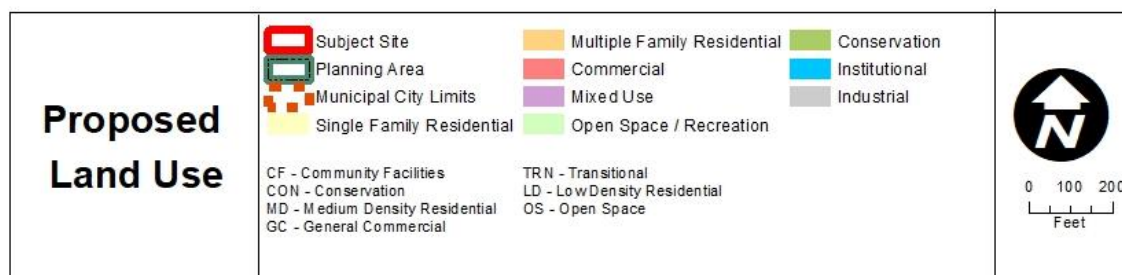 Proposed
Land Use
Subject Site
Planning Area
Municipal City Limits
Single Family Residential
Multiple Family Residential
Commercial
Mixed Use
Open Space / Recreation
Conservation
Institutional
Industrial
CF - Community Facilities
CON - Conservation
MD - Medium Density Residential
GC - General Commercial
TRN - Transitional
LD - Low Density Residential
OS - Open Space
N
0 100 200
Feet